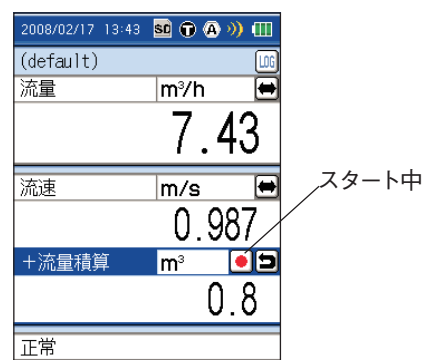 2008/02/17 13:43 SD T A
(default) LOG
流量 m³/h
7.43
流速 m/s
0.987
スタート中
+流量積算 m³
0.8
正常